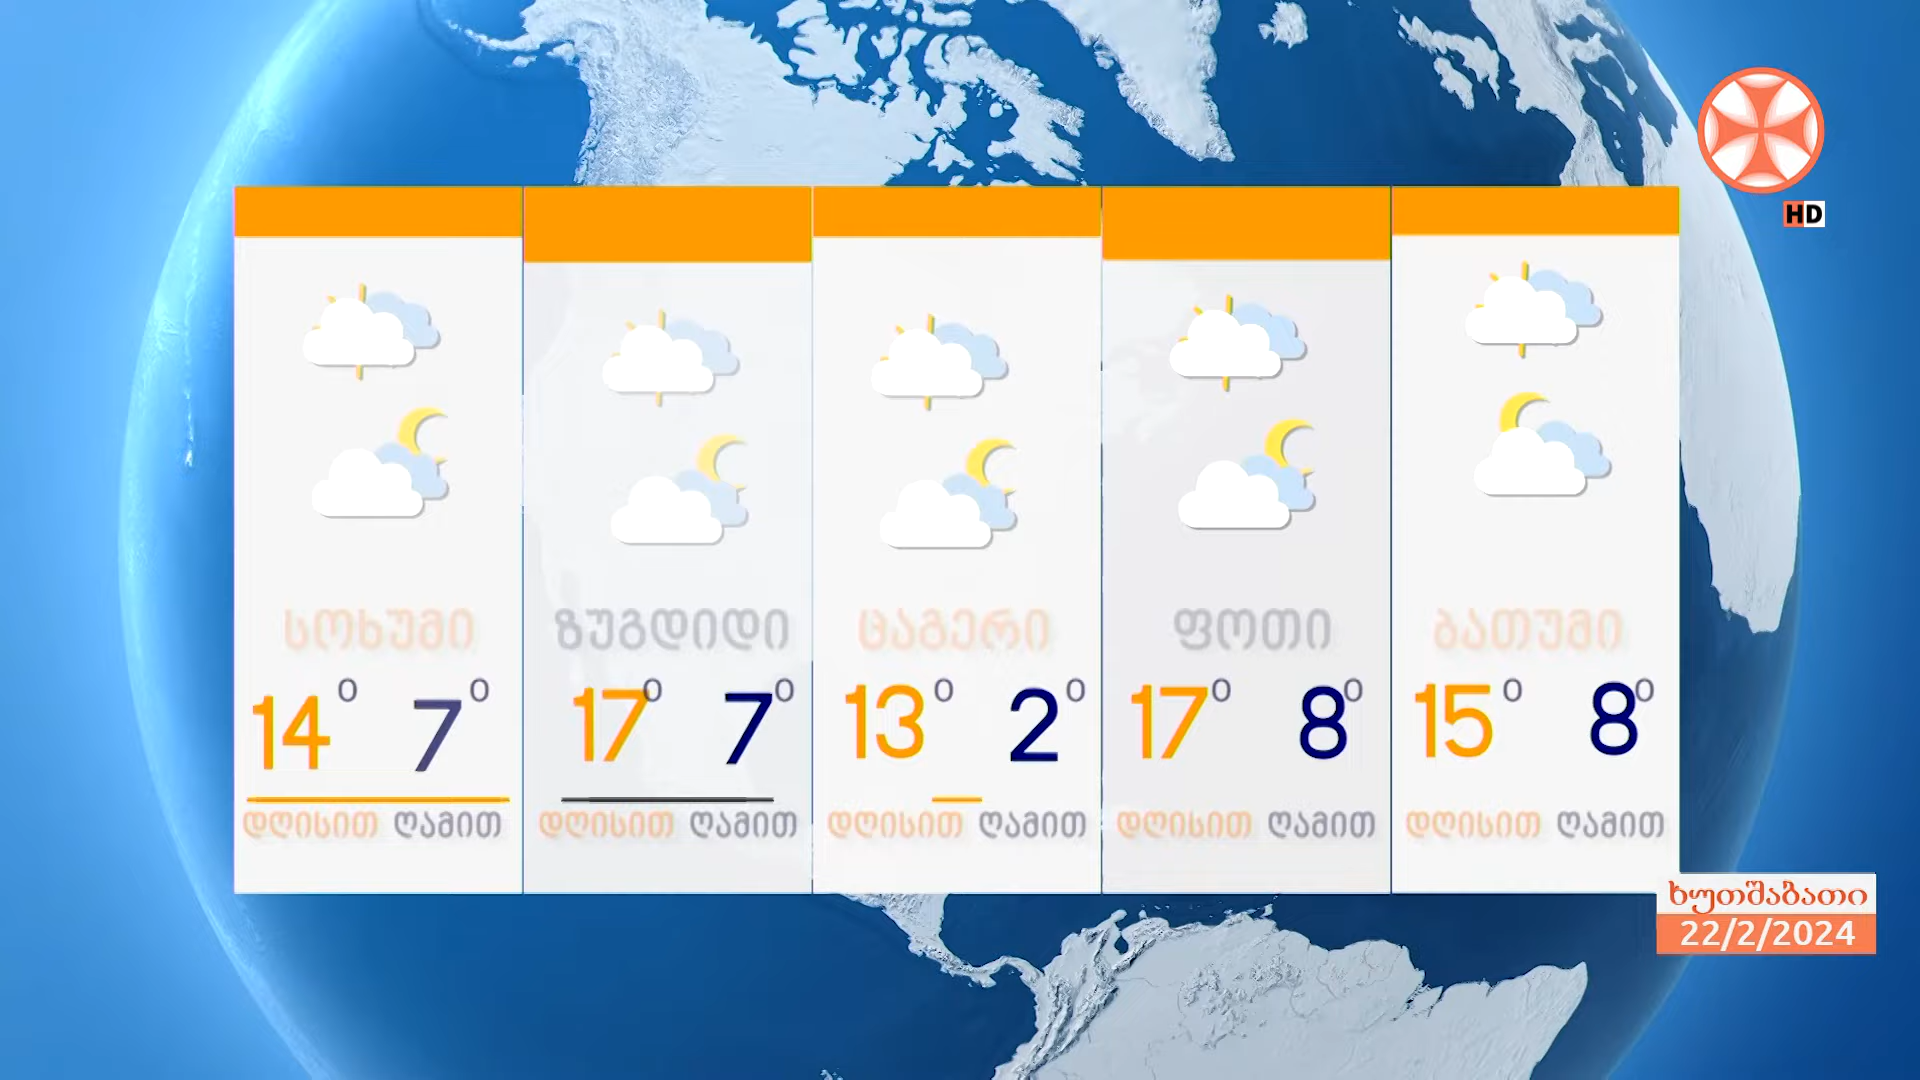 HD
სოხუმი
14° 7°
დღისით ღამით
ზუგდიდი
17° 7°
დღისით ღამით
ცაგერი
13° 2°
დღისით ღამით
ფოთი
17° 8°
დღისით ღამით
ბათუმი
15° 8°
დღისით ღამით
ხუთშაბათი
22/2/2024